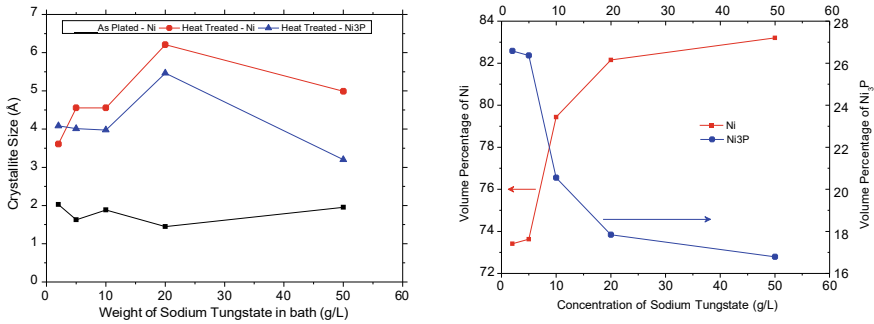 As Plated - Ni Heat Treated - Ni Heat Treated - Ni3P
7
6
5
4
3
2
1
0
Crystallite Size (Å)
0 10 20 30 40 50 60
Weight of Sodium Tungstate in bath (g/L)
0 10 20 30 40 50 60
84
82
80
78
76
74
72
Volume Percentage of Ni
Ni
Ni3P
28
26
24
22
20
18
16
Volume Percentage of Ni₃P
0 10 20 30 40 50 60
Concentration of Sodium Tungstate (g/L)